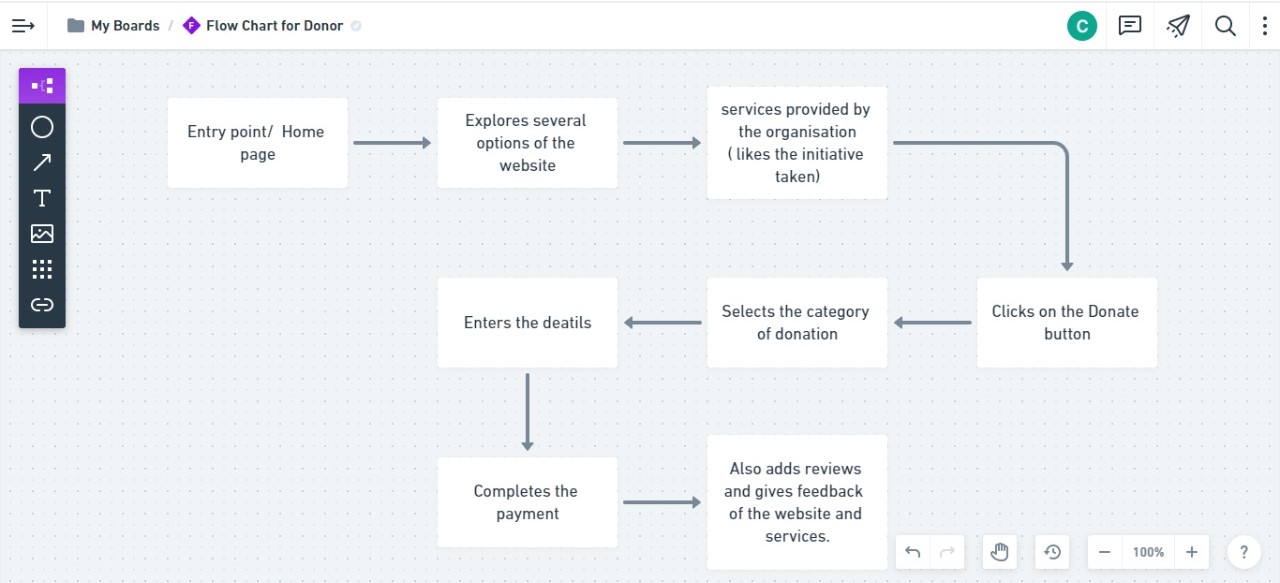 My Boards / F Flow Chart for Donor
C
Entry point/ Home
page
Explores several
options of the
website
services provided by
the organisation
( likes the initiative
taken)
Clicks on the Donate
button
Selects the category
of donation
Enters the deatils
Completes the
payment
Also adds reviews
and gives feedback
of the website and
services.
T
100%
?